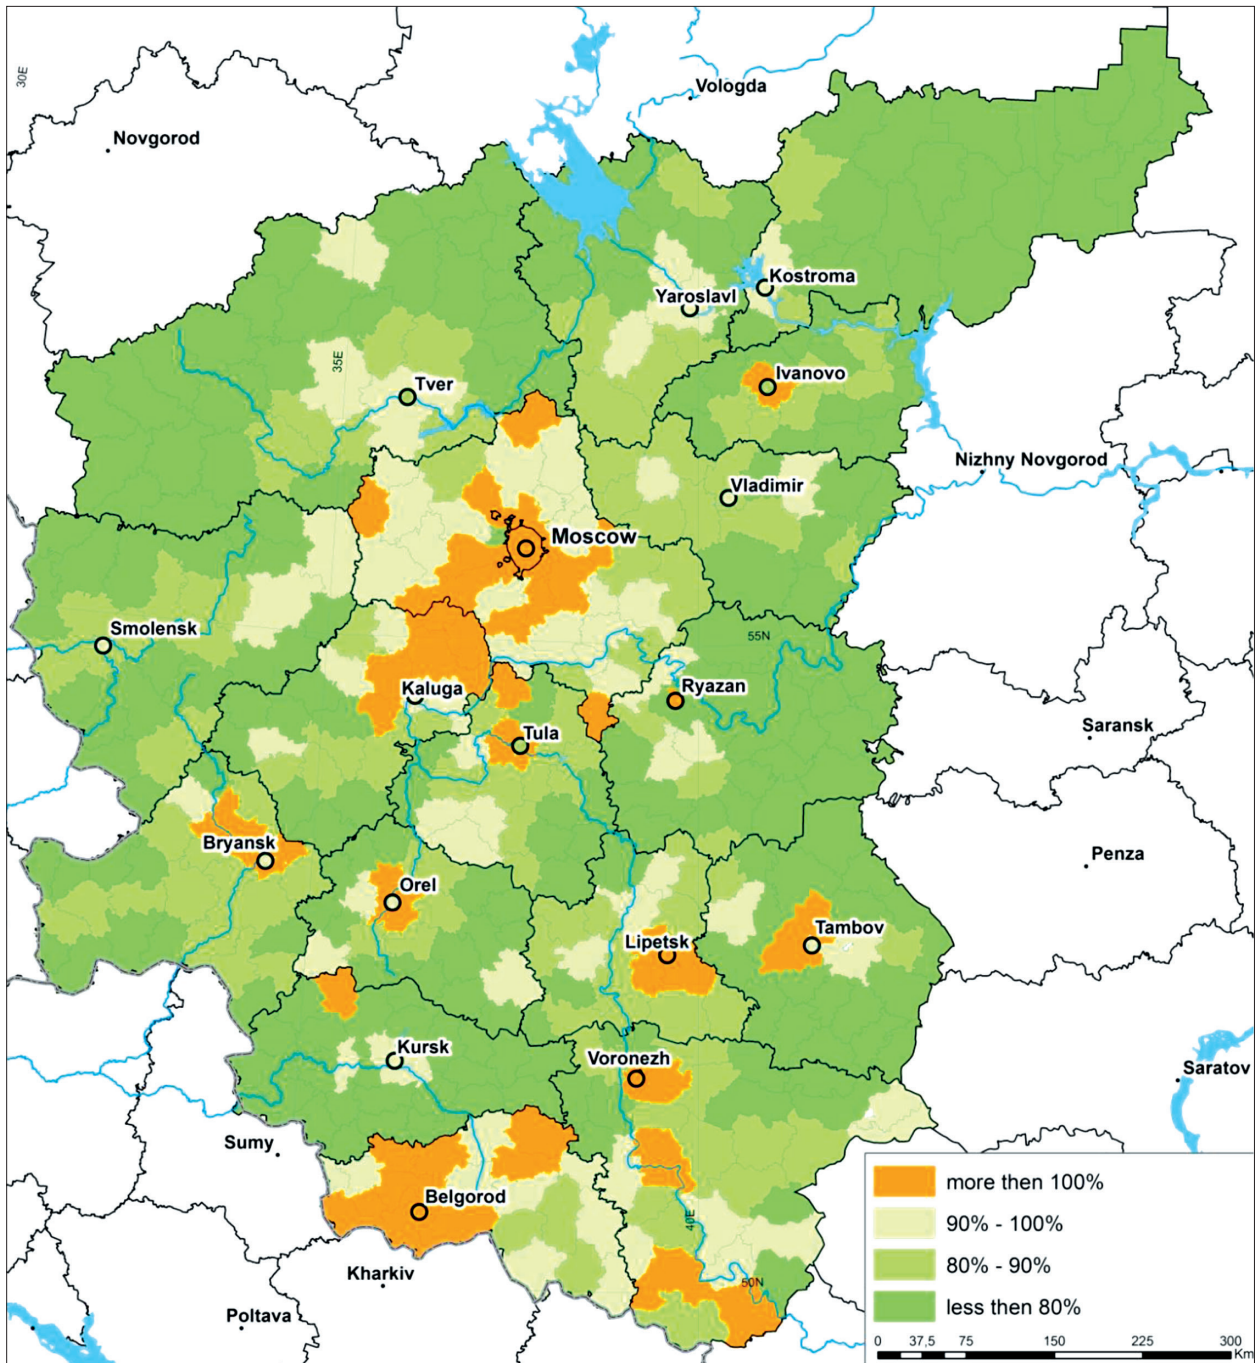 30E
Vologda
Novgorod
Kostroma
Yaroslavl
35E
Tver
Ivanovo
Nizhny Novgorod
Vladimir
Moscow
Smolensk
55N
Kaluga
Ryazan
Saransk
Tula
Bryansk
Penza
Orel
Tambov
Lipetsk
Kursk
Voronezh
Saratov
Sumy
Belgorod
40E
Kharkiv
50N
Poltava
more then 100%
90% - 100%
80% - 90%
less then 80%
0 37,5 75 150 225 300
Km